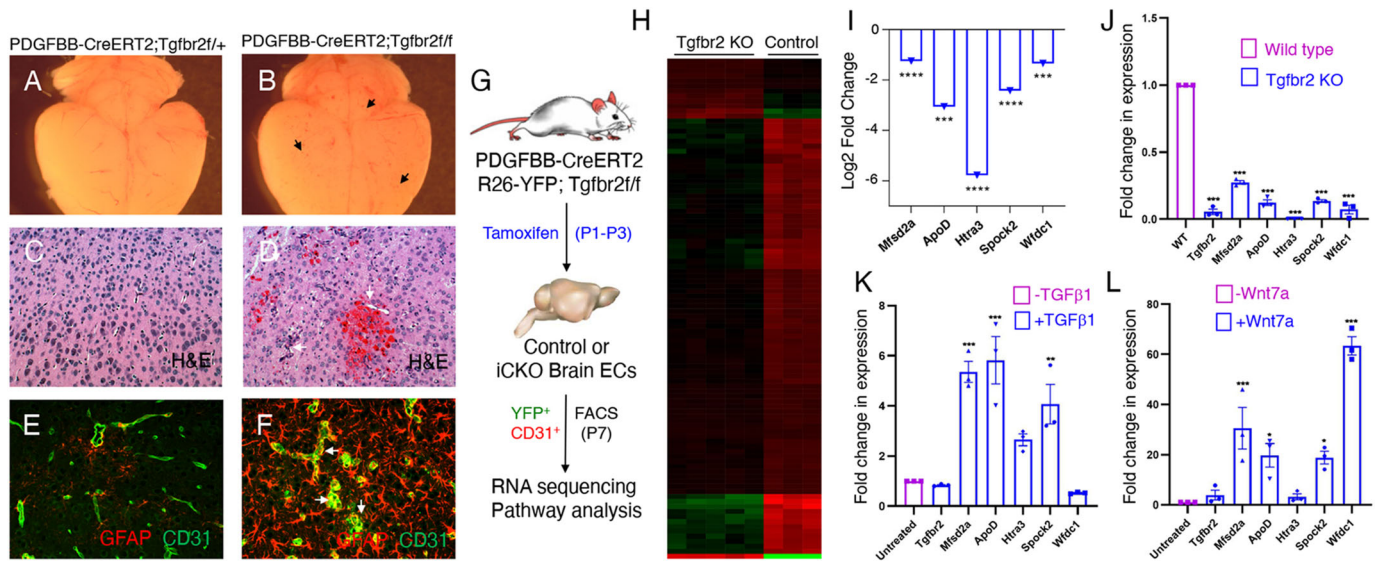 PDGFBB-CreERT2;Tgfbr2f/+
A
C
H&E
E
GFAP CD31
PDGFBB-CreERT2;Tgfbr2f/f
B
D
H&E
F
GFAP CD31
G
PDGFBB-CreERT2
R26-YFP; Tgfbr2f/f
Tamoxifen (P1-P3)
Control or
iCKO Brain ECs
YFP+ FACS
CD31+ (P7)
RNA sequencing
Pathway analysis
H
Tgfbr2 KO Control
I
Log2 Fold Change
0
-2
-4
-6
****
***
****
****
***
Mfsd2a
ApoD
Htra3
Spock2
Wfdc1
J
Wild type
Tgfbr2 KO
Fold change in expression
1.5
1.0
0.5
0.0
***
***
***
***
***
***
WT
Tgfbr2
Mfsd2a
ApoD
Htra3
Spock2
Wfdc1
K
-TGFβ1
+TGFβ1
Fold change in expression
8
6
4
2
0
***
***
**
Untreated
Tgfbr2
Mfsd2a
ApoD
Htra3
Spock2
Wfdc1
L
-Wnt7a
+Wnt7a
Fold change in expression
80
60
40
20
0
***
*
*
***
Untreated
Tgfbr2
Mfsd2a
ApoD
Htra3
Spock2
Wfdc1